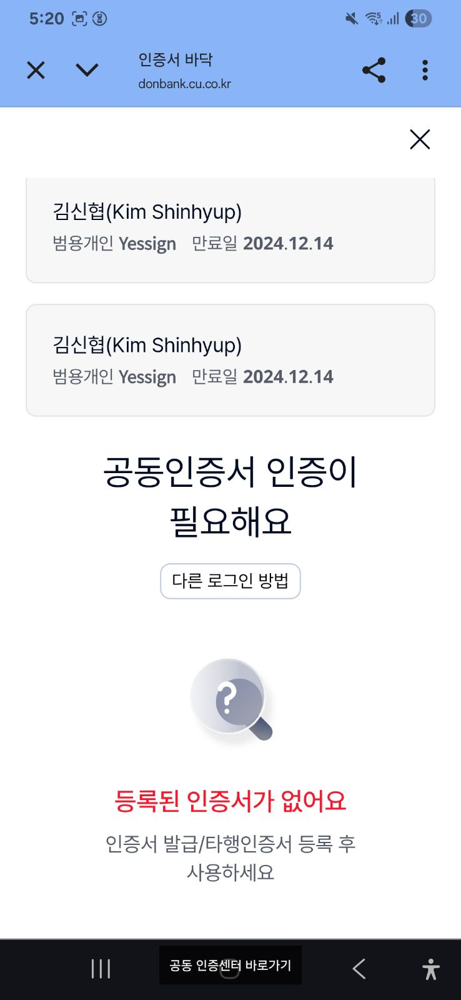 5:20
5
30
인증서 바닥
donbank.cu.co.kr
김신협(Kim Shinhyup)
범용개인 Yessign 만료일 2024.12.14
김신협(Kim Shinhyup)
범용개인 Yessign 만료일 2024.12.14
공동인증서 인증이
필요해요
다른 로그인 방법
?
등록된 인증서가 없어요
인증서 발급/타행인증서 등록 후
사용하세요
공동 인증센터 바로가기